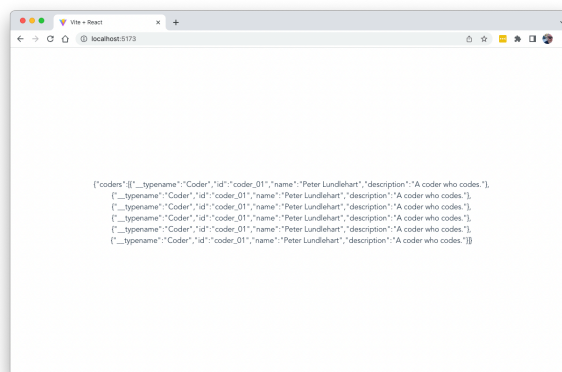 Vite + React
localhost:5173
{"coders":[{"__typename":"Coder","id":"coder_01","name":"Peter Lundlehart","description":"A coder who codes."},
{"__typename":"Coder","id":"coder_01","name":"Peter Lundlehart","description":"A coder who codes."},
{"__typename":"Coder","id":"coder_01","name":"Peter Lundlehart","description":"A coder who codes."},
{"__typename":"Coder","id":"coder_01","name":"Peter Lundlehart","description":"A coder who codes."},
{"__typename":"Coder","id":"coder_01","name":"Peter Lundlehart","description":"A coder who codes."},
{"__typename":"Coder","id":"coder_01","name":"Peter Lundlehart","description":"A coder who codes."}]}